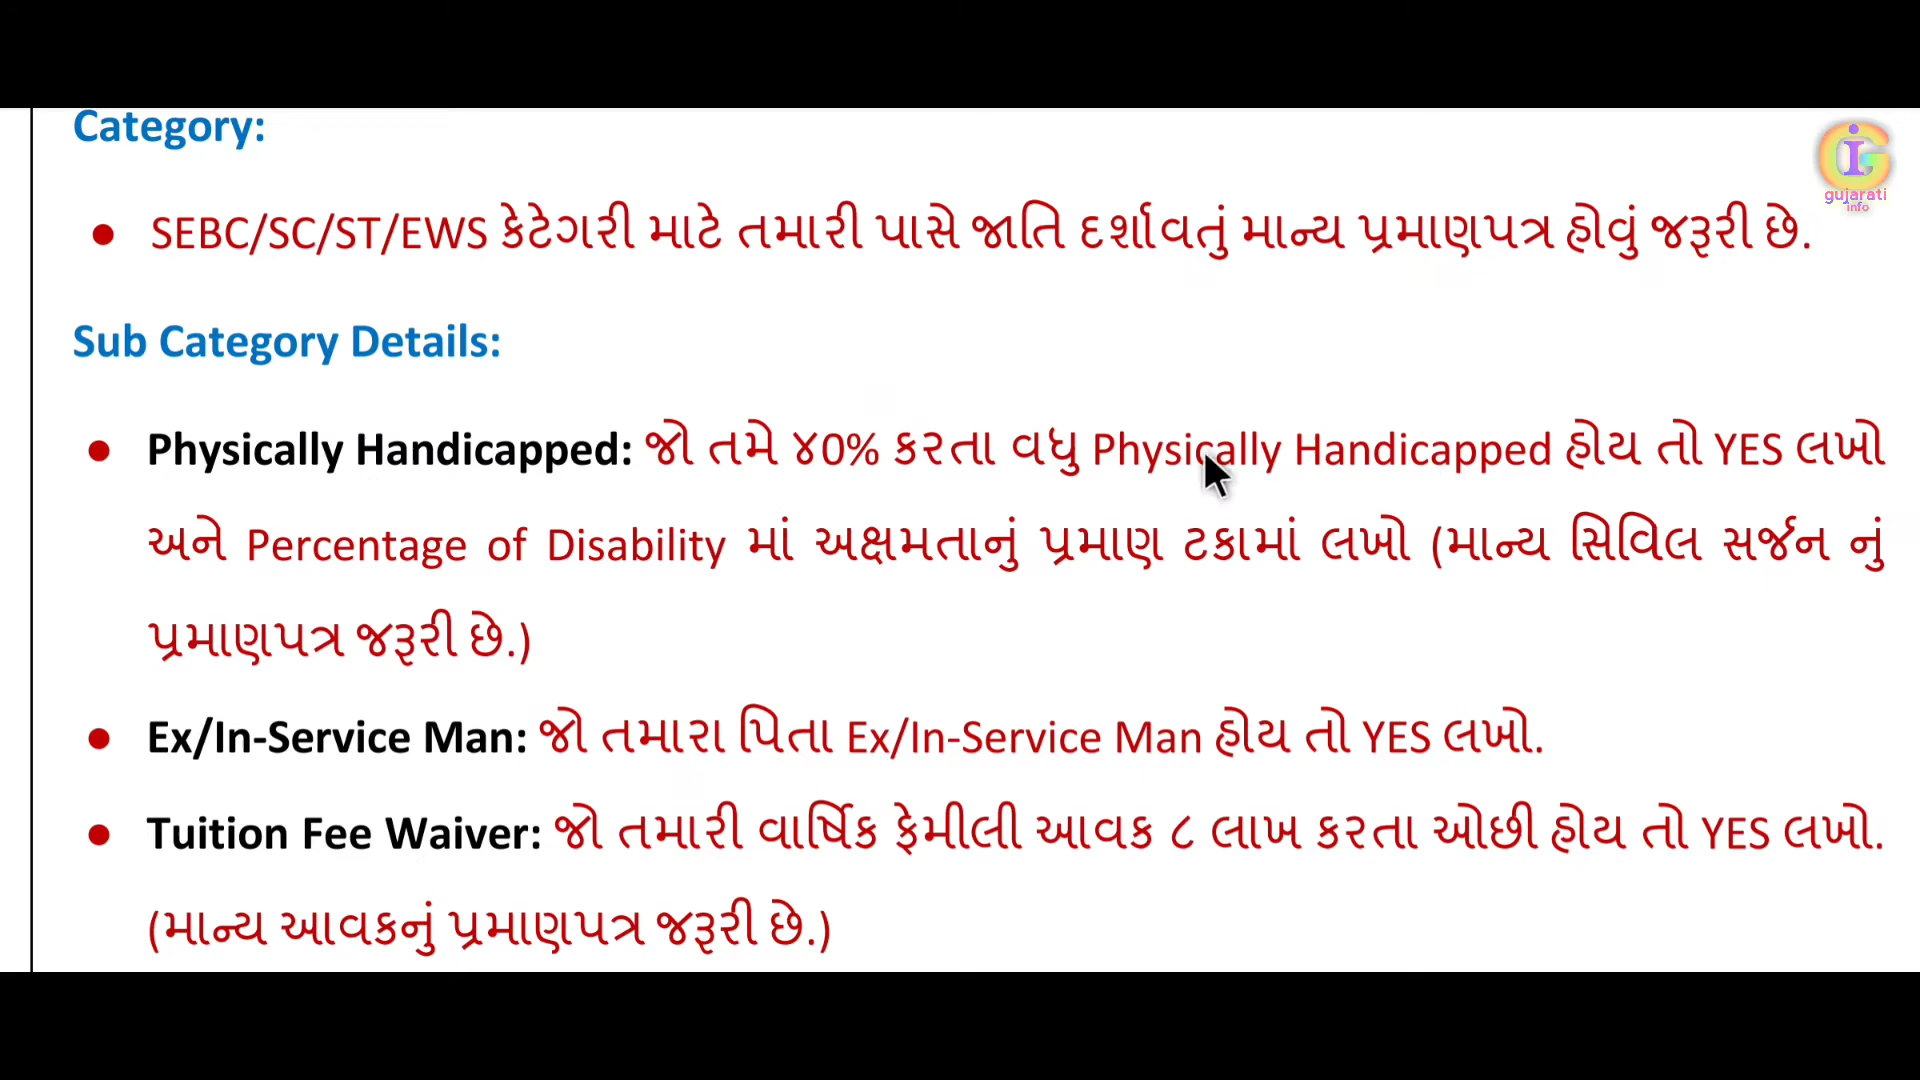 Category:
gujarati
info
● SEBC/SC/ST/EWS કેટેગરી માટે તમારી પાસે જાતિ દર્શાવતું માન્ય પ્રમાણપત્ર હોવું જરૂરી છે.
Sub Category Details:
● Physically Handicapped: જો તમે ૪0% કરતા વધુ Physically Handicapped હોય તો YES લખો
અને Percentage of Disability માં અક્ષમતાનું પ્રમાણ ટકામાં લખો (માન્ય સિવિલ સર્જન નું
પ્રમાણપત્ર જરૂરી છે.)
● Ex/In-Service Man: જો તમારા પિતા Ex/In-Service Man હોય તો YES લખો.
● Tuition Fee Waiver: જો તમારી વાર્ષિક ફેમીલી આવક ૮ લાખ કરતા ઓછી હોય તો YES લખો.
(માન્ય આવકનું પ્રમાણપત્ર જરૂરી છે.)